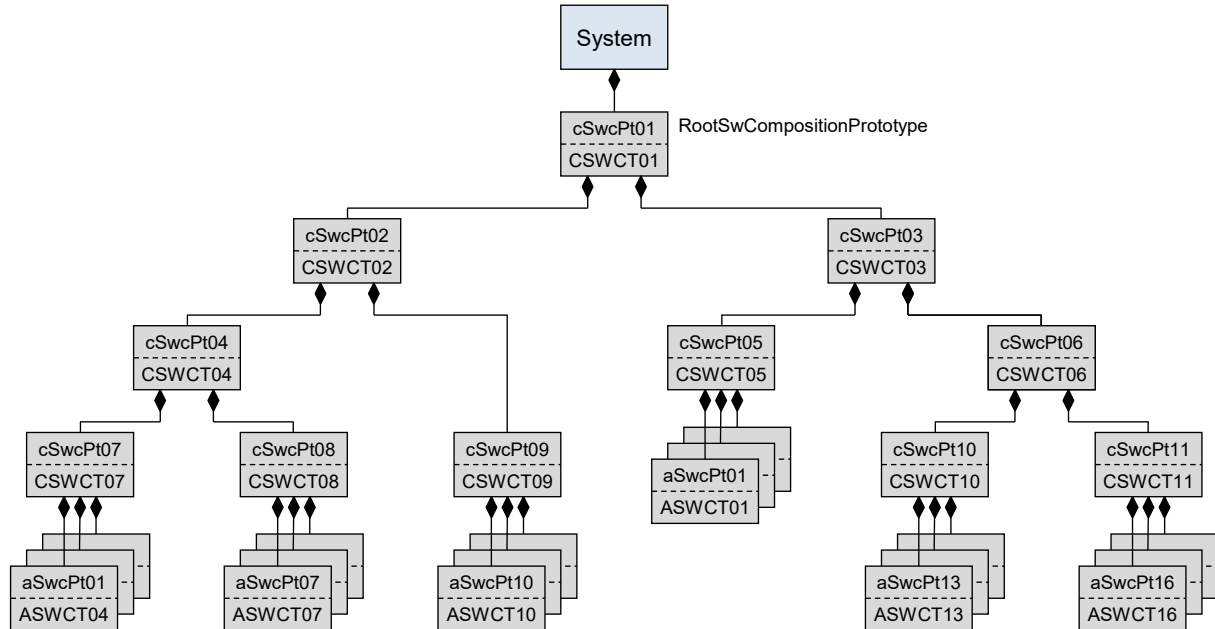 System
cSwcPt01
RootSwCompositionPrototype
CSWCT01
cSwcPt02
CSWCT02
cSwcPt03
CSWCT03
cSwcPt04
CSWCT04
cSwcPt05
CSWCT05
cSwcPt06
CSWCT06
cSwcPt07
CSWCT07
cSwcPt08
CSWCT08
cSwcPt09
CSWCT09
aSwcPt01
ASWCT01
cSwcPt10
CSWCT10
cSwcPt11
CSWCT11
aSwcPt01
ASWCT04
aSwcPt07
ASWCT07
aSwcPt10
ASWCT10
aSwcPt13
ASWCT13
aSwcPt16
ASWCT16